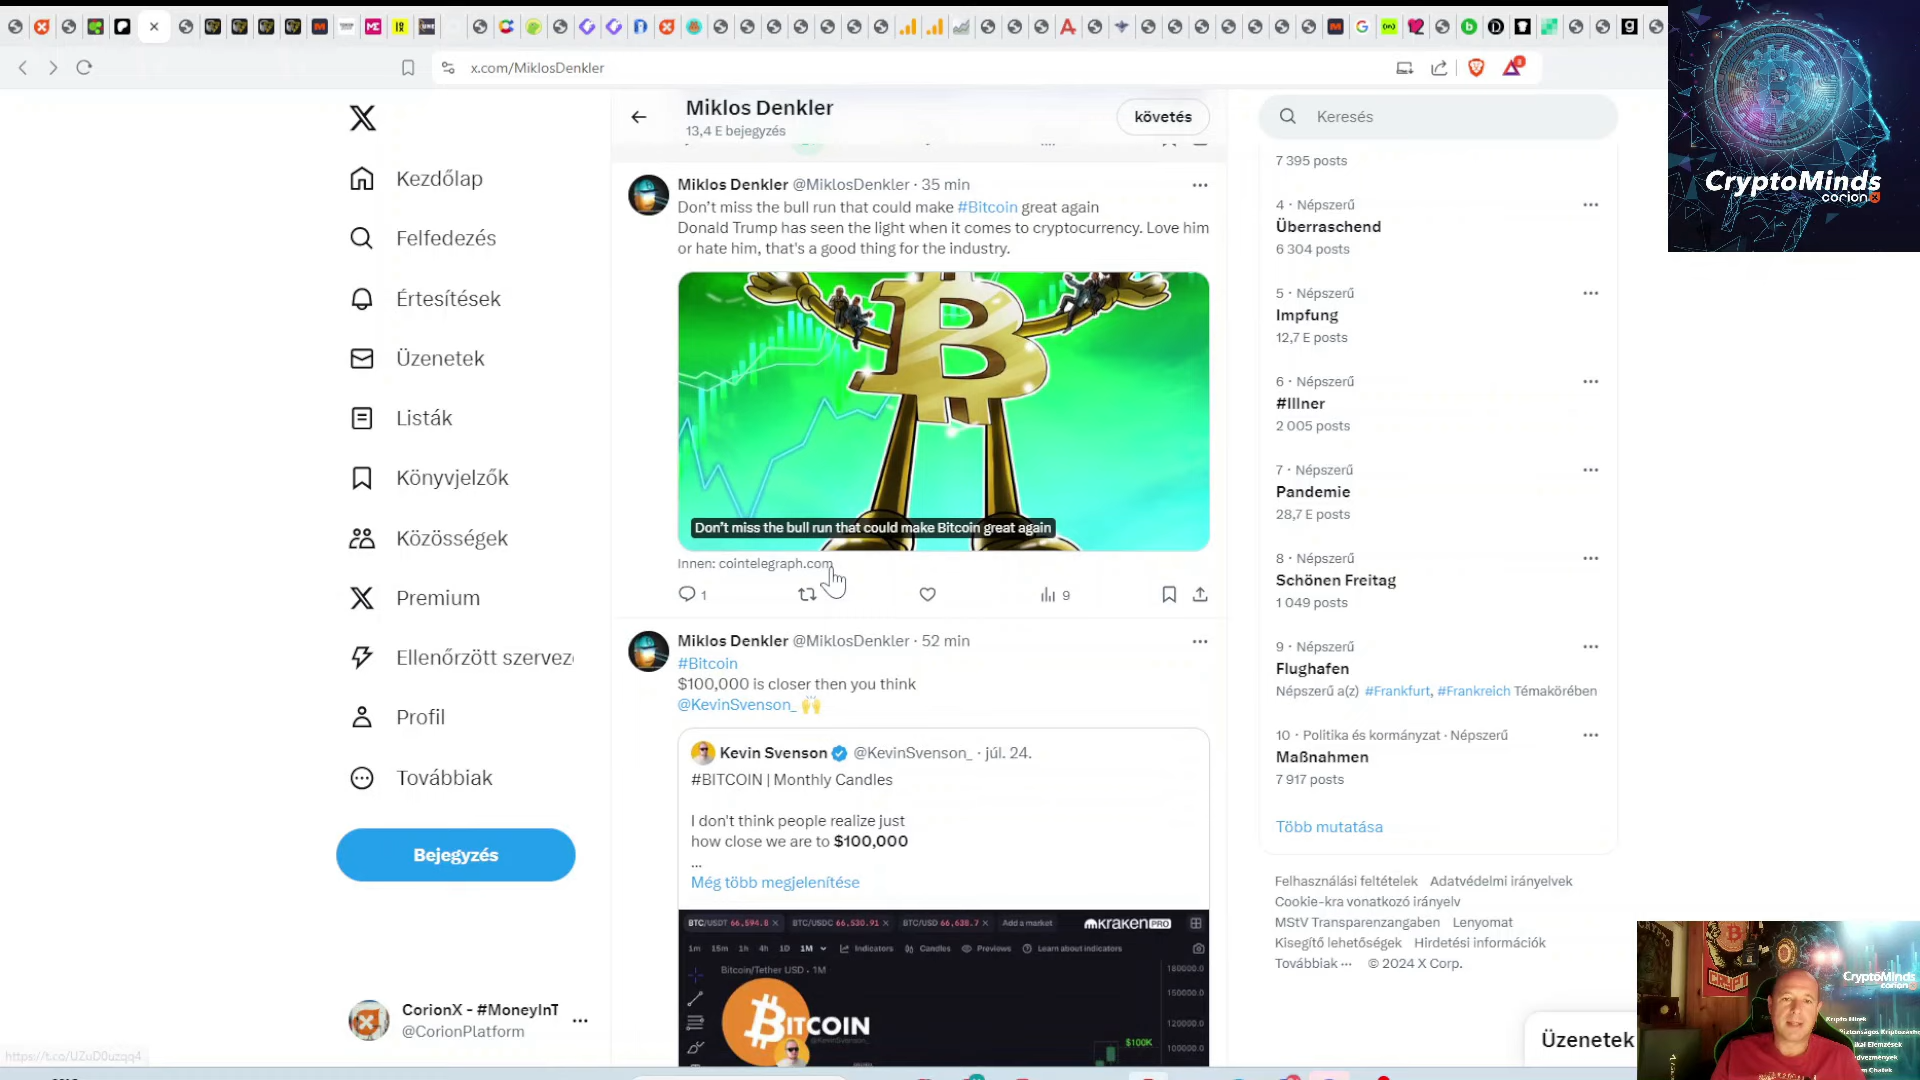 x.com/MiklosDenkler
Kezdőlap
Felfedezés
Értesítések
Üzenetek
Listák
Könyvjelzők
Közösségek
Premium
Ellenőrzött szervez
Profil
Továbbiak
Bejegyzés
CorionX - #MoneyInT
@CorionPlatform
https://t.co/UZuD0uzqq4
Miklos Denkler
13,4 E bejegyzés
követés
Miklos Denkler @MiklosDenkler · 35 min
Don't miss the bull run that could make #Bitcoin great again
Donald Trump has seen the light when it comes to cryptocurrency. Love him
or hate him, that's a good thing for the industry.
Don't miss the bull run that could make Bitcoin great again
Innen: cointelegraph.com
1
9
Miklos Denkler @MiklosDenkler · 52 min
#Bitcoin
$100,000 is closer then you think
@KevinSvenson_ 🙌
Kevin Svenson @KevinSvenson_ · júl. 24.
#BITCOIN | Monthly Candles
I don't think people realize just
how close we are to $100,000
...
Még több megjelenítése
BTC/USDT 66,594.8 × BTC/USDC 66,530.91 × BTC/USD 66,638.7 × Add a market KRAKEN PRO
1m 15m 1h 4h 1D 1M Indicators Candles Previews Learn about indicators
Bitcoin/Tether USD · 1M
BITCOIN
@KevinSvenson_
180000.0
150000.0
120000.0
$100K
100000.0
Keresés
7 395 posts
4 · Népszerű
Überraschend
6 304 posts
5 · Népszerű
Impfung
12,7 E posts
6 · Népszerű
#Illner
2 005 posts
7 · Népszerű
Pandemie
28,7 E posts
8 · Népszerű
Schönen Freitag
1 049 posts
9 · Népszerű
Flughafen
Népszerű a(z) #Frankfurt, #Frankreich Témakörében
10 · Politika és kormányzat · Népszerű
Maßnahmen
7 917 posts
Több mutatása
Felhasználási feltételek Adatvédelmi irányelvek
Cookie-kra vonatkozó irányelv
MStV Transparenzangaben Lenyomat
Kisegítő lehetőségek Hirdetési információk
Továbbiak ··· © 2024 X Corp.
Üzenetek
CryptoMinds
corionX
CryptoMinds
corionX
Kripto Hírek